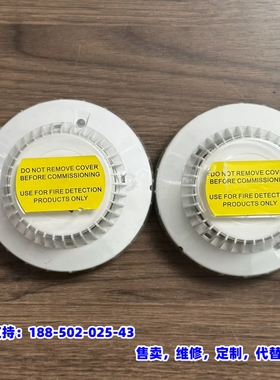 DO NOT REMOVE COVER
BEFORE COMMISSIONING
USE FOR FIRE DETECTION
PRODUCTS ONLY
DO NOT REMOVE COVER
BEFORE COMMISSIONING
USE FOR FIRE DETECTION
PRODUCTS ONLY
持：188-502-025-43
售卖，维修，定制，代替